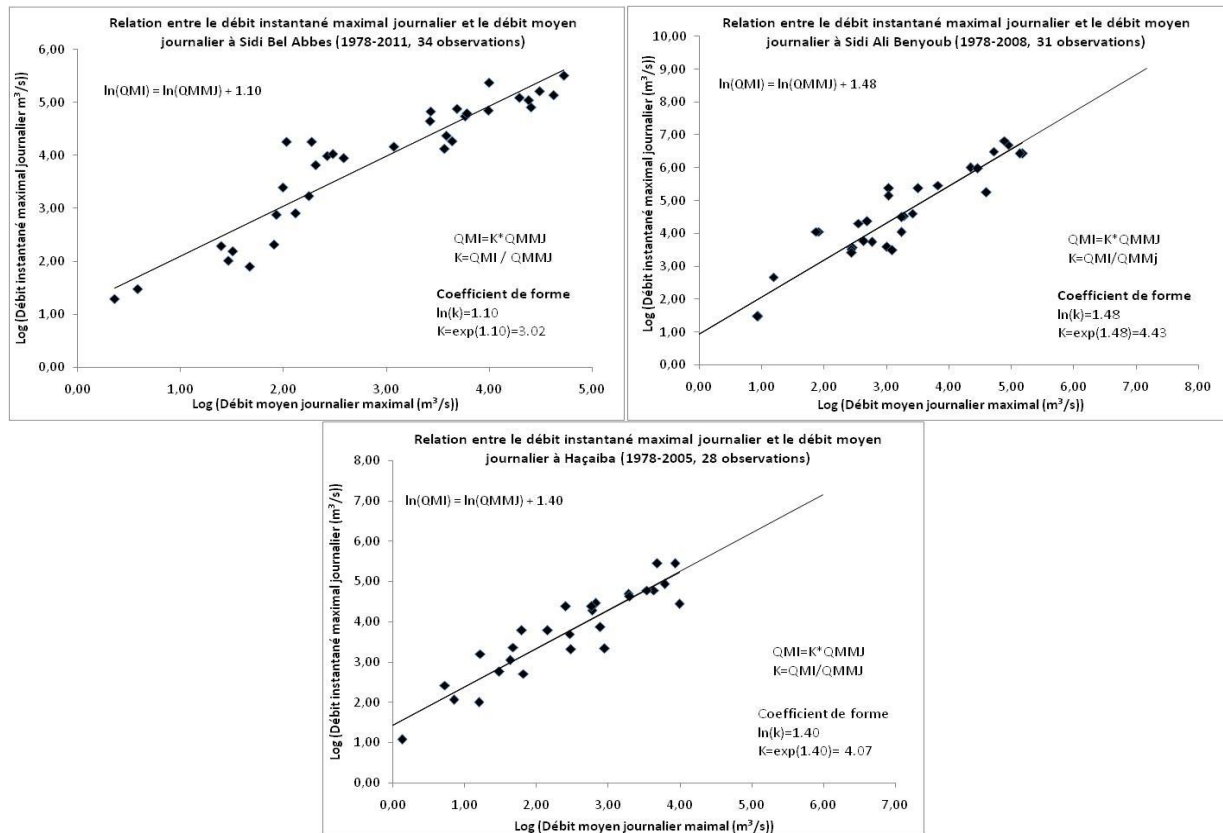 Relation entre le débit instantané maximal journalier et le débit moyen
journalier à Sidi Bel Abbes (1978-2011, 34 observations)
Log (Débit instantané maximal journalier m³/s))
6,00
5,00
4,00
3,00
2,00
1,00
0,00
ln(QMI) = ln(QMMJ) + 1.10
QMI=K*QMMJ
K=QMI / QMMJ
Coefficient de forme
ln(k)=1.10
K=exp(1.10)=3.02
0,00 1,00 2,00 3,00 4,00 5,00
Log (Débit moyen journalier maximal (m³/s))
Relation entre le débit instantané maximal journalier et le débit moyen
journalier à Sidi Ali Benyoub (1978-2008, 31 observations)
Log (Débit instantané maximal journalier (m³/s))
10,00
9,00
8,00
7,00
6,00
5,00
4,00
3,00
2,00
1,00
0,00
ln(QMI) = ln(QMMJ) + 1.48
QMI=K*QMMJ
K=QMI/QMMj
Coefficient de forme
ln(k)=1.48
K=exp(1.48)=4.43
0,00 1,00 2,00 3,00 4,00 5,00 6,00 7,00 8,00
Log (Débit moyen journalier maximal (m³/s))
Relation entre le débit instantané maximal journalier et le débit moyen
journalier à Haçaiba (1978-2005, 28 observations)
Log (Débit instantané maximal journalier (m³/s))
8,00
7,00
6,00
5,00
4,00
3,00
2,00
1,00
0,00
ln(QMI) = ln(QMMJ) + 1.40
QMI=K*QMMJ
K=QMI/QMMJ
Coefficient de forme
ln(k)=1.40
K=exp(1.40)= 4.07
0,00 1,00 2,00 3,00 4,00 5,00 6,00 7,00
Log (Débit moyen journalier maimal (m³/s))